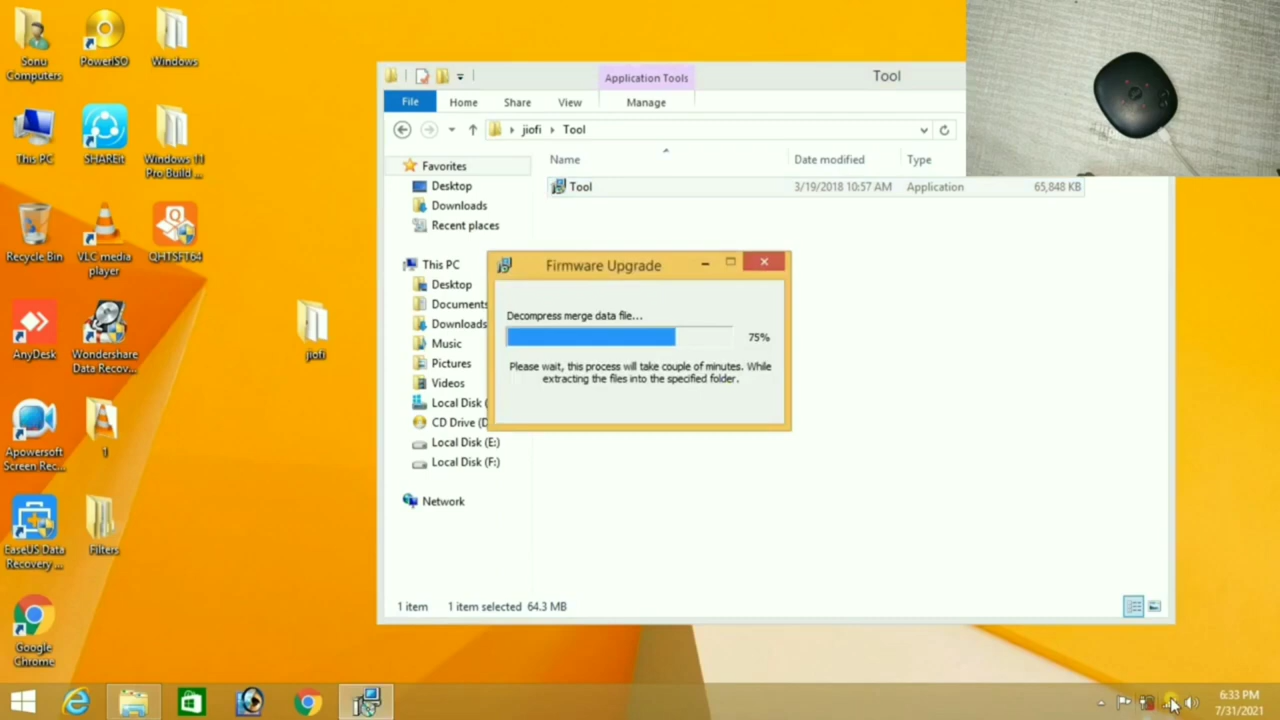 Sonu
Computers
PowerISO
Windows
This PC
SHAREit
Windows 11
Pro Build ...
Recycle Bin
VLC media
player
QHTSFT64
AnyDesk
Wondershare
Data Recov...
jiofi
Apowersoft
Screen Rec...
1
EaseUS Data
Recovery ...
Filters
Google
Chrome
Application Tools
Tool
File
Home
Share
View
Manage
jiofi
Tool
Name
Date modified
Type
Favorites
Desktop
Downloads
Recent places
This PC
Desktop
Documents
Downloads
Music
Pictures
Videos
Local Disk (
CD Drive (D
Local Disk (E:)
Local Disk (F:)
Network
Tool
3/19/2018 10:57 AM
Application
65,848 KB
Firmware Upgrade
Decompress merge data file...
75%
Please wait, this process will take couple of minutes. While
extracting the files into the specified folder.
1 item
1 item selected
64.3 MB
6:33 PM
7/31/2021